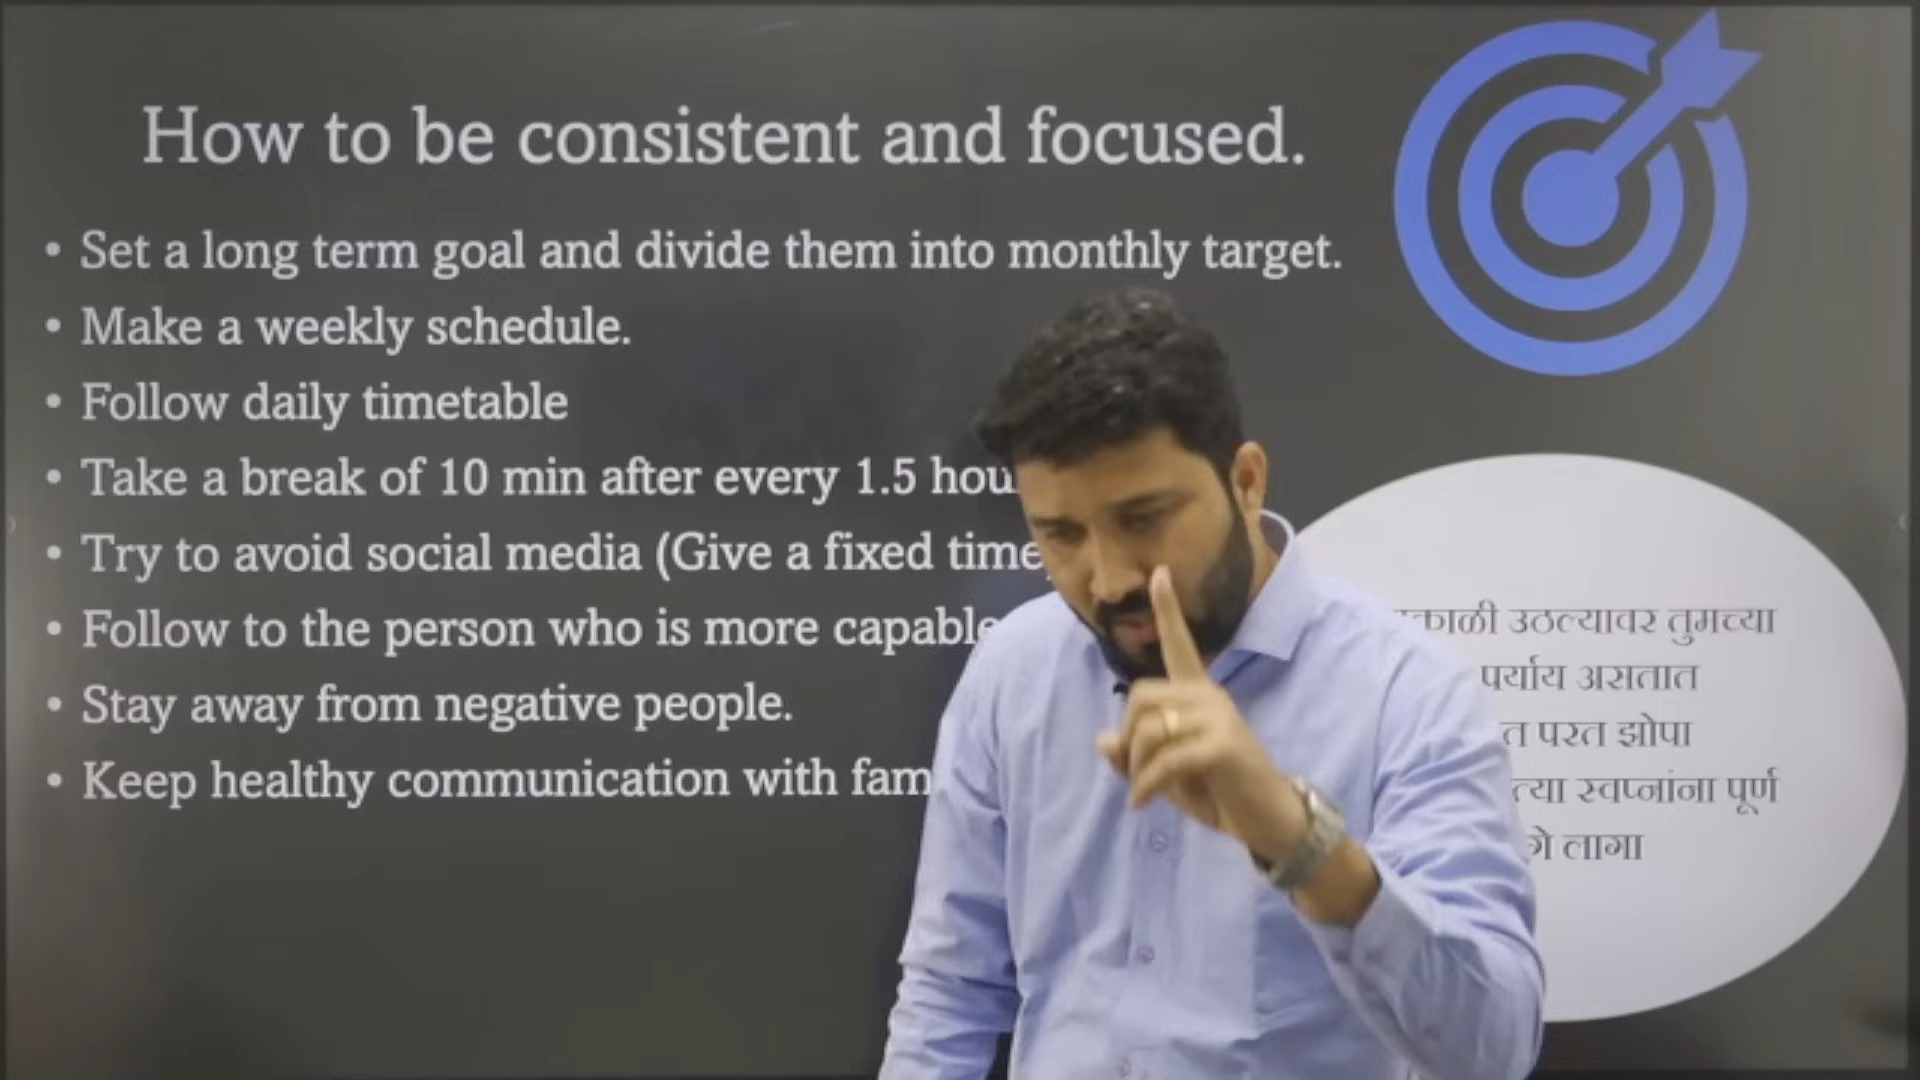 How to be consistent and focused.
• Set a long term goal and divide them into monthly target.
• Make a weekly schedule.
• Follow daily timetable
• Take a break of 10 min after every 1.5
• Try to avoid social media (Give a fixed time
• Follow to the person who is more
• Stay away from negative people.
• Keep healthy communication with
उठल्यावर तुमच्या
पर्याय असतात
परत झोपा
स्वप्नांना पूर्ण
लागा